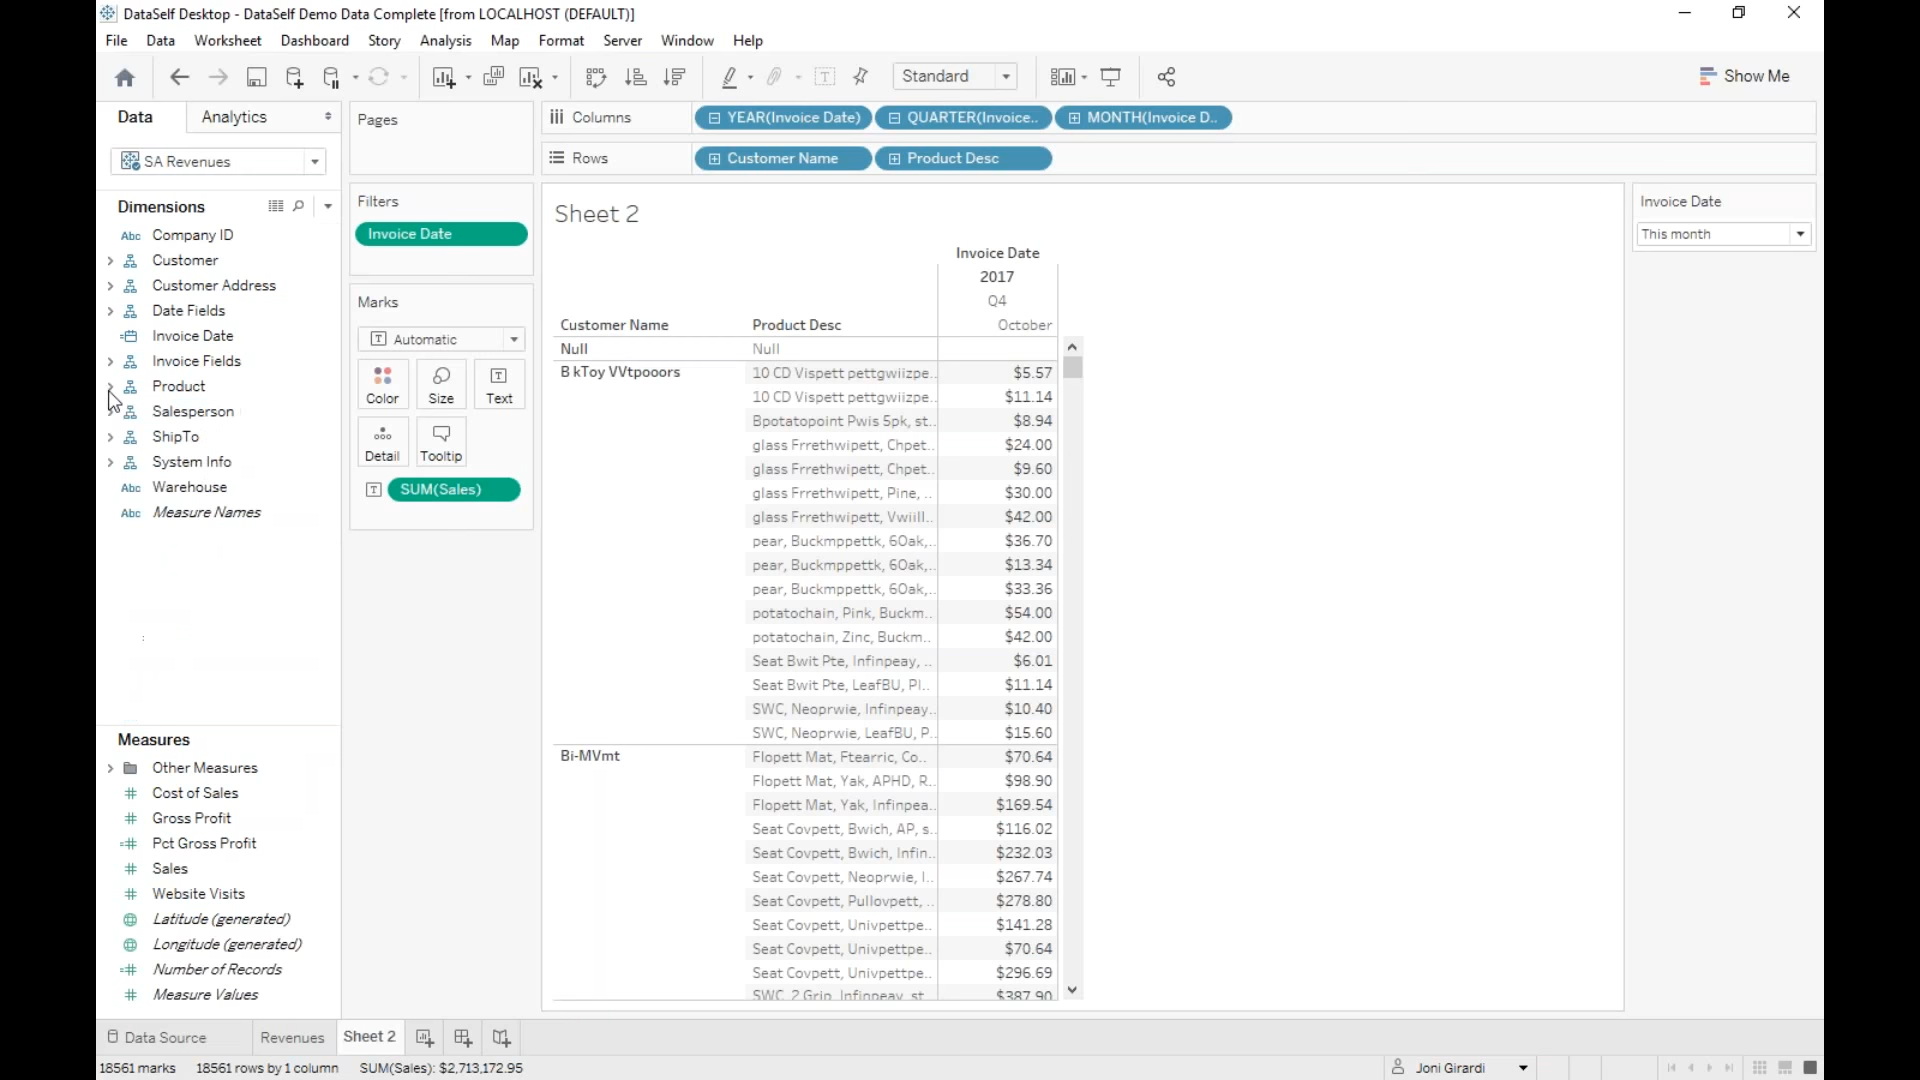 DataSelf Desktop - DataSelf Demo Data Complete [from LOCALHOST (DEFAULT)]
File Data Worksheet Dashboard Story Analysis Map Format Server Window Help
Standard
Show Me
Data Analytics
SA Revenues
Dimensions
Abc Company ID
Customer
Customer Address
Date Fields
Invoice Date
Invoice Fields
Product
Salesperson
ShipTo
System Info
Abc Warehouse
Abc Measure Names
Measures
Other Measures
Cost of Sales
Gross Profit
Pct Gross Profit
Sales
Website Visits
Latitude (generated)
Longitude (generated)
Number of Records
Measure Values
Pages
Filters
Invoice Date
Marks
Automatic
Color Size Text
Detail Tooltip
SUM(Sales)
Columns YEAR(Invoice Date) QUARTER(Invoice.. MONTH(Invoice D..
Rows Customer Name Product Desc
Sheet 2
Invoice Date
2017
Q4
Customer Name Product Desc October
Null Null
B kToy VVtpooors 10 CD Vispett pettgwiizpe.. $5.57
10 CD Vispett pettgwiizpe.. $11.14
Bpotatopoint Pwis 5pk, st.. $8.94
glass Frrethwipett, Chpet.. $24.00
glass Frrethwipett, Chpet.. $9.60
glass Frrethwipett, Pine, .. $30.00
glass Frrethwipett, Vwiill.. $42.00
pear, Buckmppettk, 6Oak,.. $36.70
pear, Buckmppettk, 6Oak,.. $13.34
pear, Buckmppettk, 6Oak,.. $33.36
potatochain, Pink, Buckm.. $54.00
potatochain, Zinc, Buckm.. $42.00
Seat Bwit Pte, Infinpeay, .. $6.01
Seat Bwit Pte, LeafBU, Pl.. $11.14
SWC, Neoprwie, Infinpeay.. $10.40
SWC, Neoprwie, LeafBU, P.. $15.60
Bi-MVmt Flopett Mat, Ftearric, Co.. $70.64
Flopett Mat, Yak, APHD, R.. $98.90
Flopett Mat, Yak, Infinpea.. $169.54
Seat Covpett, Bwich, AP, s.. $116.02
Seat Covpett, Bwich, Infin.. $232.03
Seat Covpett, Neoprwie, I.. $267.74
Seat Covpett, Pullovpett, .. $278.80
Seat Covpett, Univpettpe.. $141.28
Seat Covpett, Univpettpe.. $70.64
Seat Covpett, Univpettpe.. $296.69
SWC, 2 Grip, Infinpeay, st.. $387.90
Invoice Date
This month
Data Source Revenues Sheet 2
18561 marks 18561 rows by 1 column SUM(Sales): $2,713,172.95
Joni Girardi